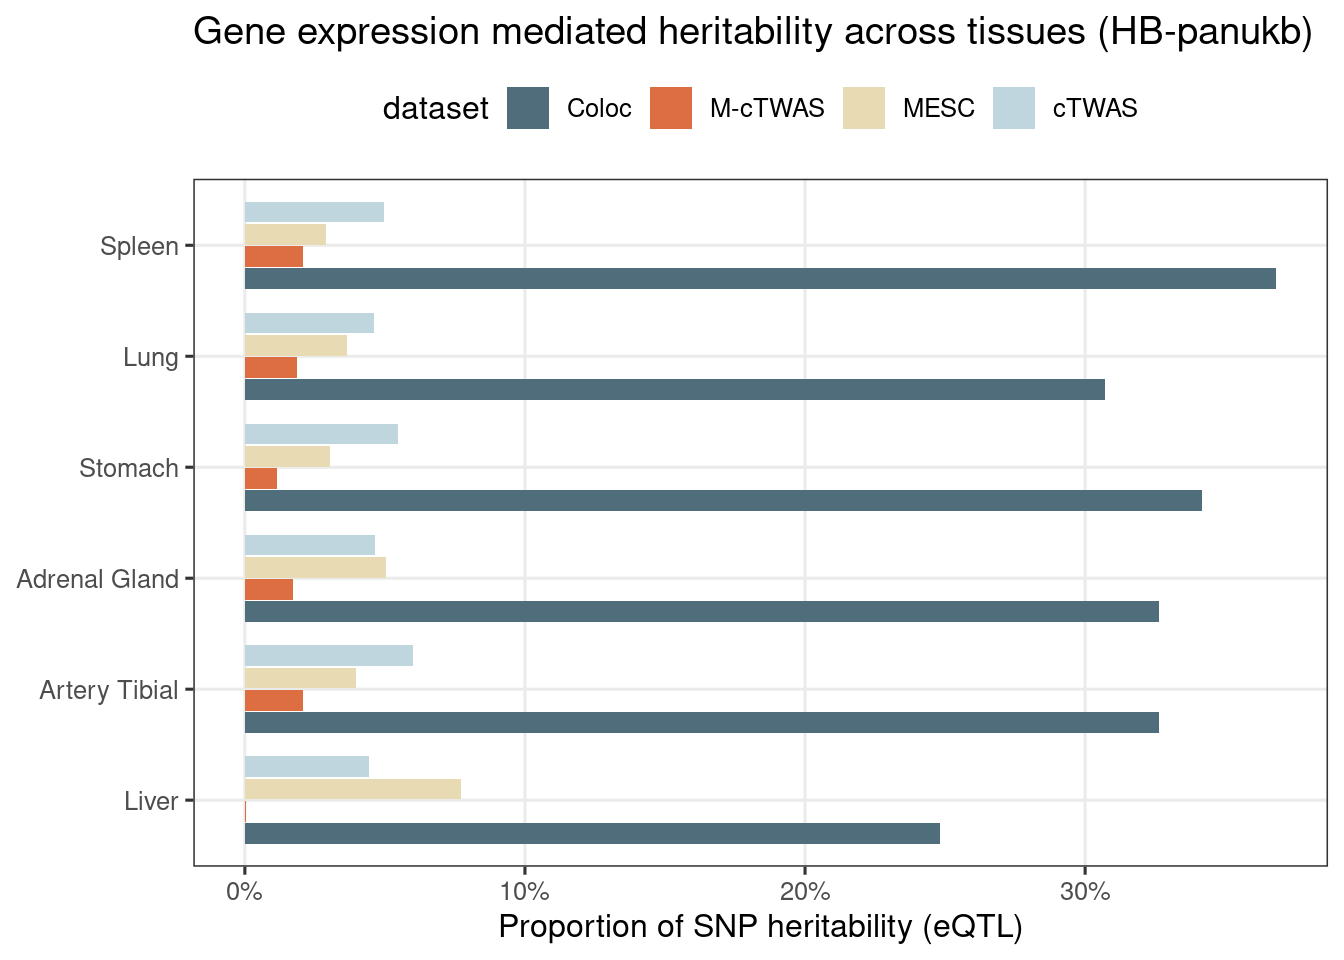 Gene expression mediated heritability across tissues (HB-panukb)
dataset Coloc M-cTWAS MESC cTWAS
Spleen
Lung
Stomach
Adrenal Gland
Artery Tibial
Liver
0% 10% 20% 30%
Proportion of SNP heritability (eQTL)